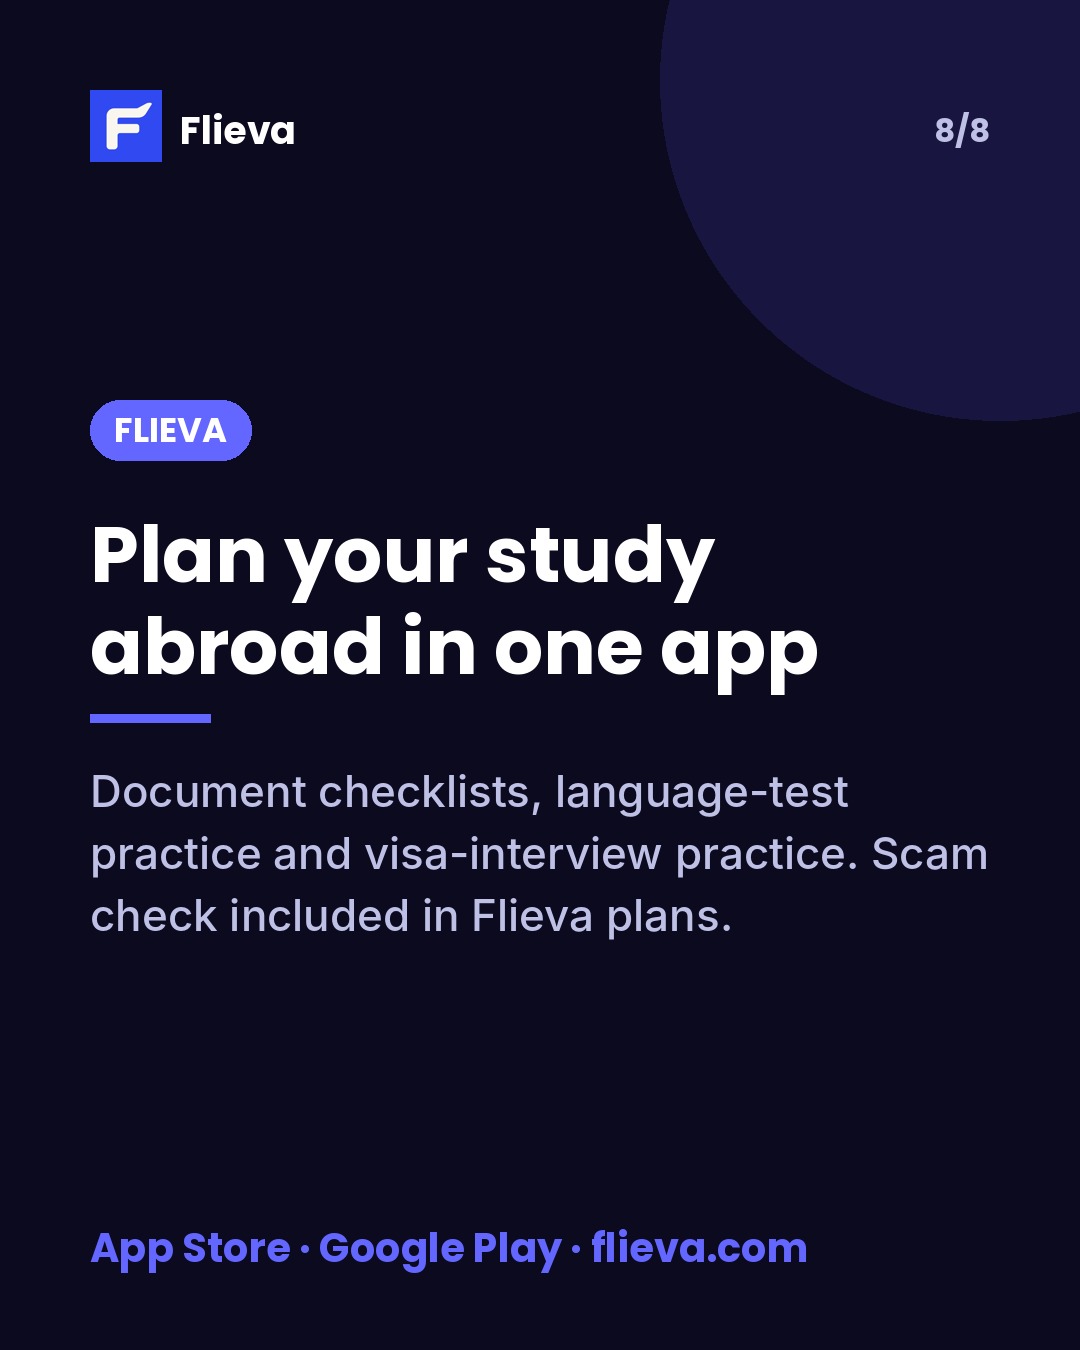 Flieva
8/8
FLIEVA
Plan your study
abroad in one app
Document checklists, language-test
practice and visa-interview practice. Scam
check included in Flieva plans.
App Store · Google Play · flieva.com